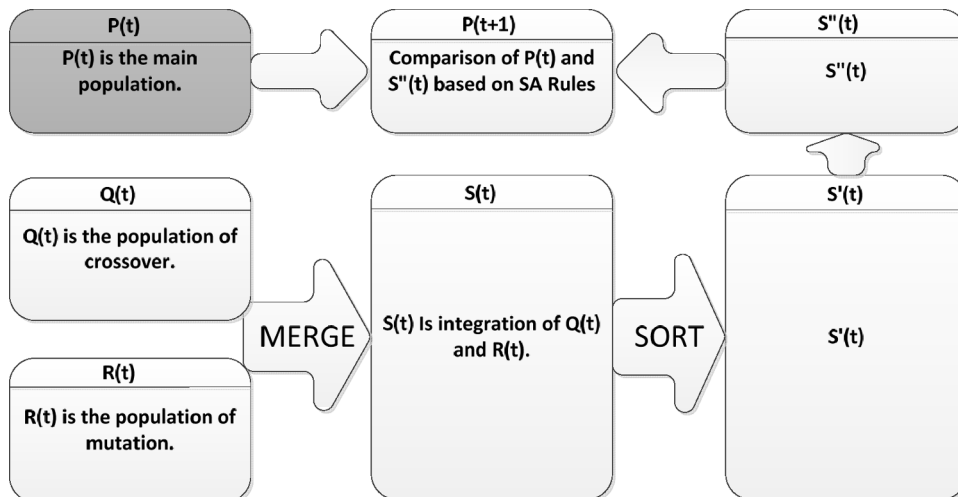 P(t)
P(t) is the main
population.
P(t+1)
Comparison of P(t) and
S''(t) based on SA Rules
S''(t)
S''(t)
Q(t)
Q(t) is the population of
crossover.
R(t)
R(t) is the population of
mutation.
MERGE
S(t)
S(t) Is integration of Q(t)
and R(t).
SORT
S'(t)
S'(t)